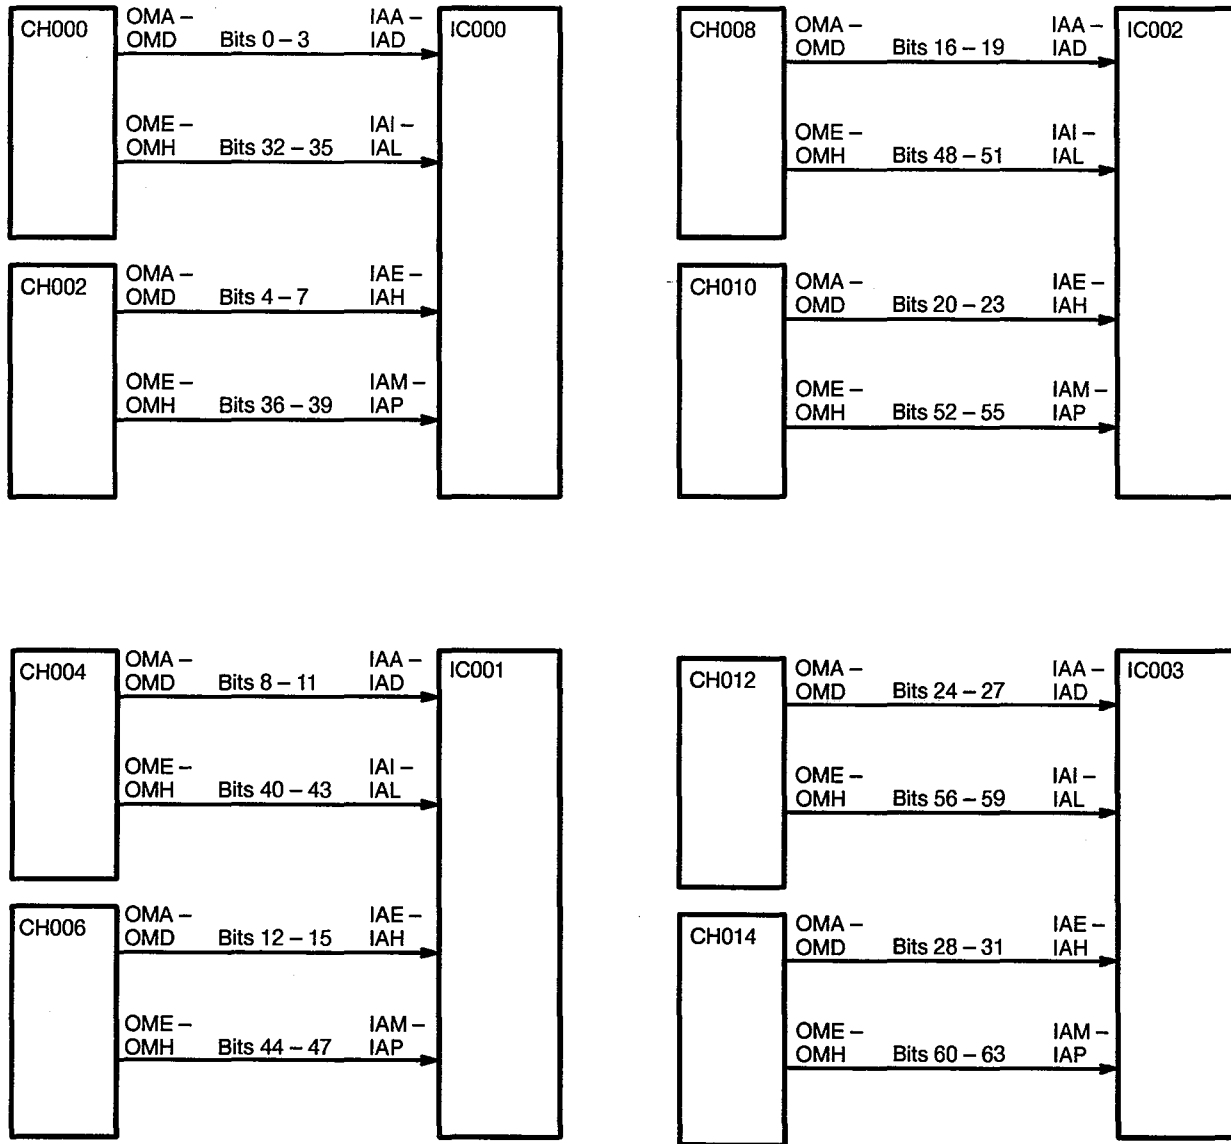 CH000
OMA –
OMD
Bits 0 – 3
IAA –
IAD
IC000
OME –
OMH
Bits 32 – 35
IAI –
IAL
CH002
OMA –
OMD
Bits 4 – 7
IAE –
IAH
OME –
OMH
Bits 36 – 39
IAM –
IAP
CH008
OMA –
OMD
Bits 16 – 19
IAA –
IAD
IC002
OME –
OMH
Bits 48 – 51
IAI –
IAL
CH010
OMA –
OMD
Bits 20 – 23
IAE –
IAH
OME –
OMH
Bits 52 – 55
IAM –
IAP
CH004
OMA –
OMD
Bits 8 – 11
IAA –
IAD
IC001
OME –
OMH
Bits 40 – 43
IAI –
IAL
CH006
OMA –
OMD
Bits 12 – 15
IAE –
IAH
OME –
OMH
Bits 44 – 47
IAM –
IAP
CH012
OMA –
OMD
Bits 24 – 27
IAA –
IAD
IC003
OME –
OMH
Bits 56 – 59
IAI –
IAL
CH014
OMA –
OMD
Bits 28 – 31
IAE –
IAH
OME –
OMH
Bits 60 – 63
IAM –
IAP